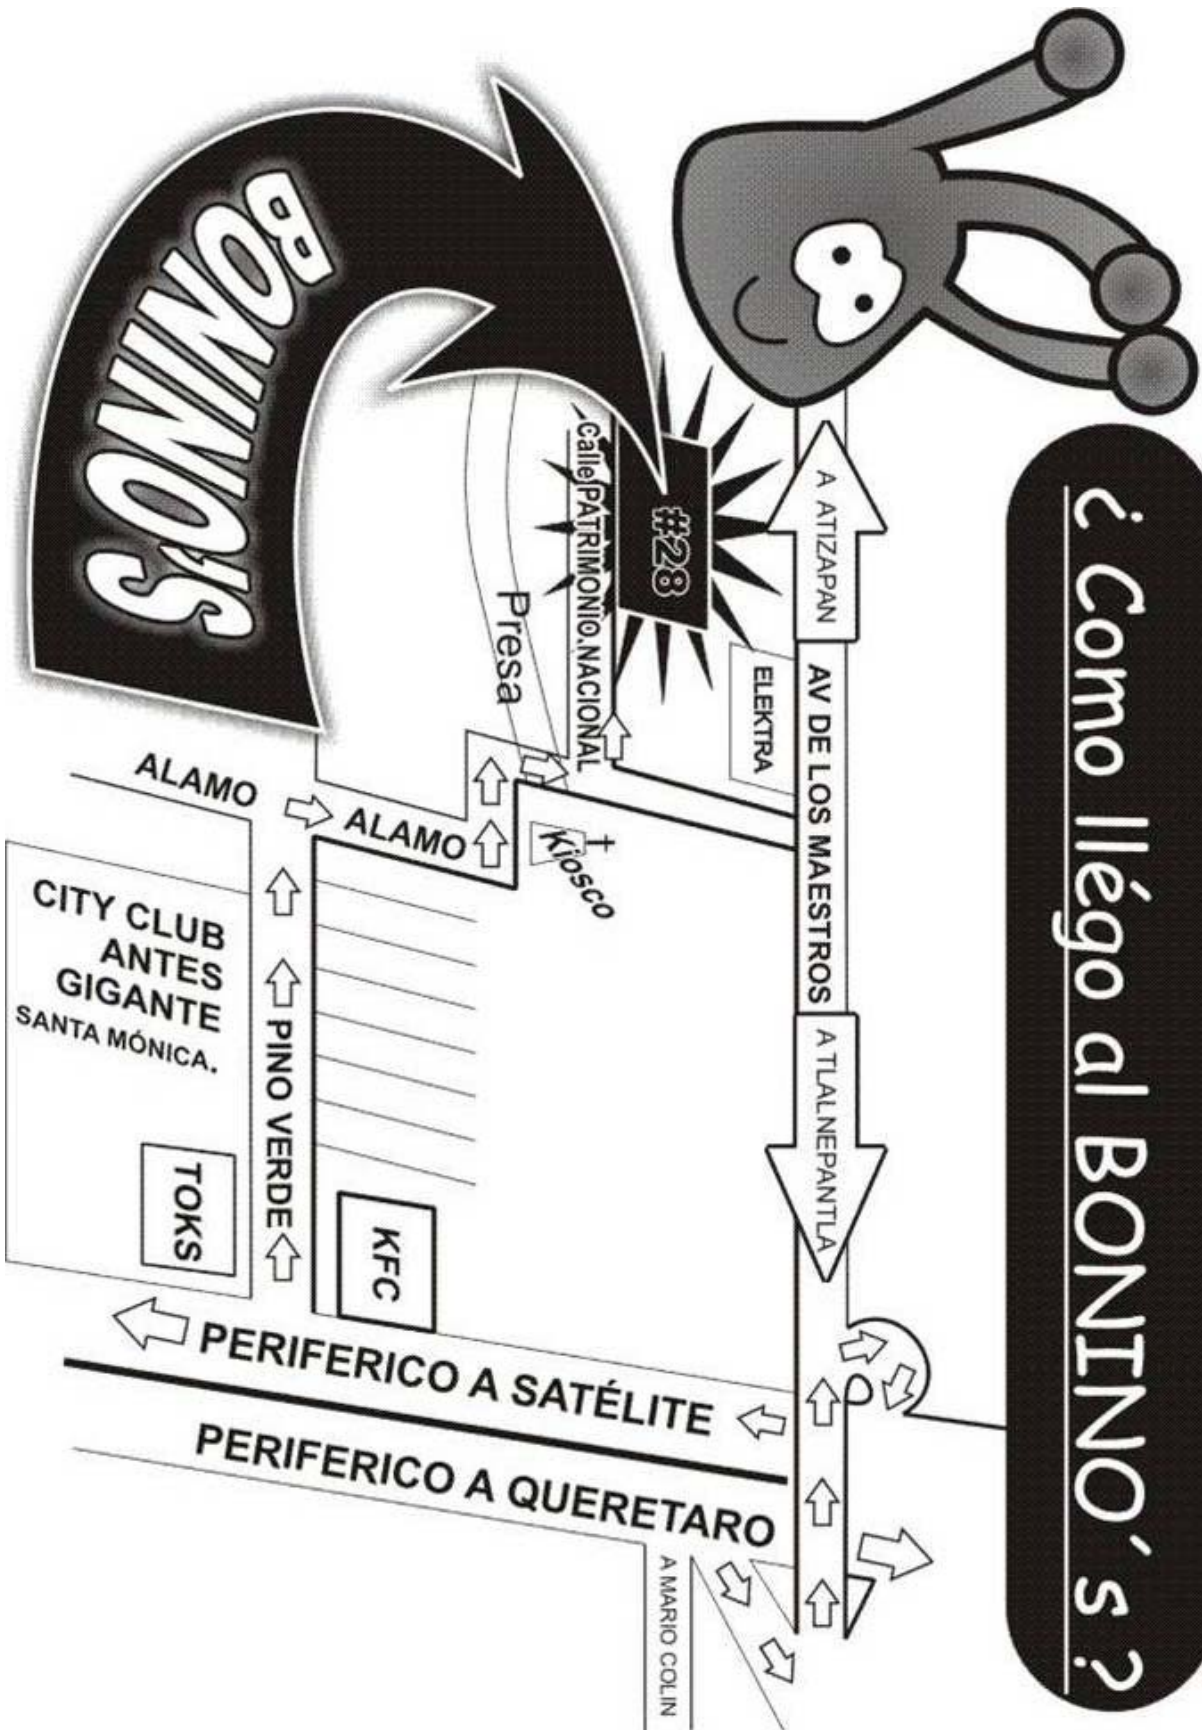 ¿ Como llégo al BONINO´s ?
A ATIZAPAN
AV DE LOS MAESTROS
A TLALNEPANTLA
ELEKTRA
#28
Calle PATRIMONIO.NACIONAL
Presa
Kiosco
BONINO'S
ALAMO
ALAMO
CITY CLUB
ANTES
GIGANTE
SANTA MÓNICA.
PINO VERDE
TOKS
KFC
PERIFERICO A SATÉLITE
PERIFERICO A QUERETARO
A MARIO COLIN